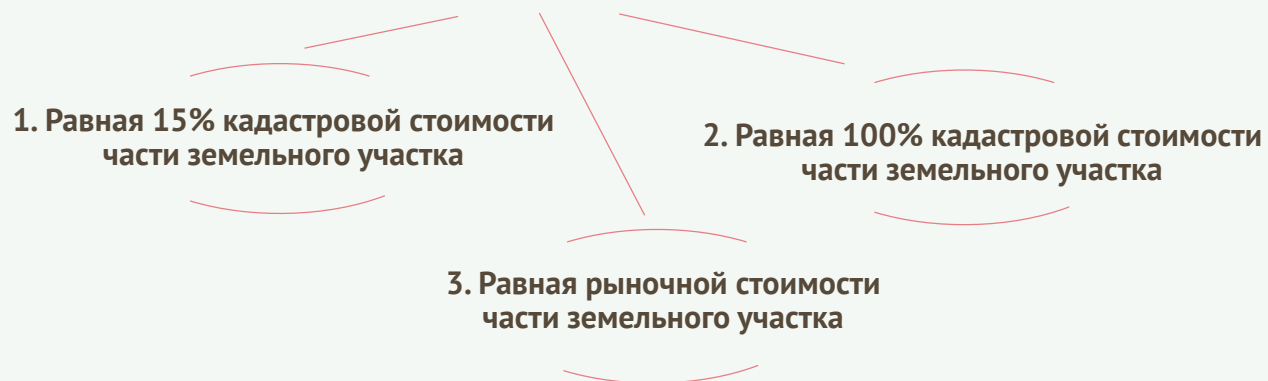 1. Равная 15% кадастровой стоимости
части земельного участка
2. Равная 100% кадастровой стоимости
части земельного участка
3. Равная рыночной стоимости
части земельного участка